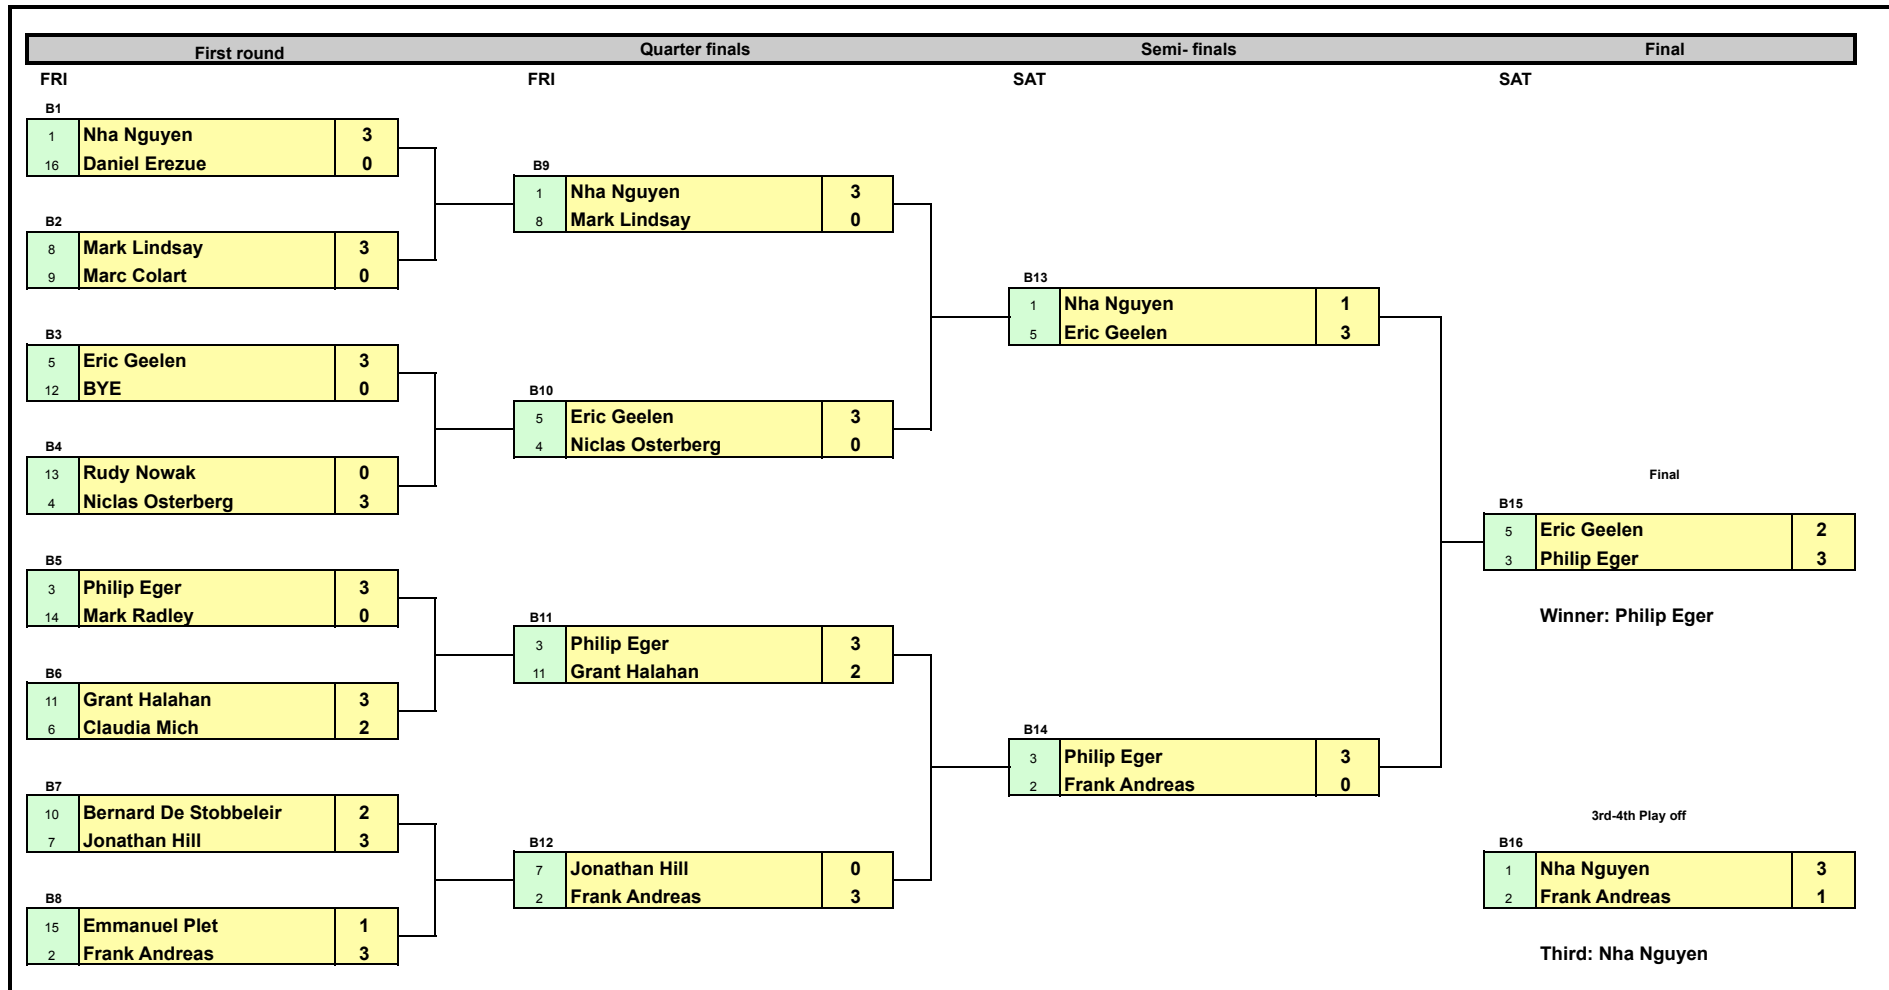 First round Quarter finals Semi- finals Final
FRI FRI SAT SAT
B1
1 Nha Nguyen 3
16 Daniel Erezue 0
B2
8 Mark Lindsay 3
9 Marc Colart 0
B3
5 Eric Geelen 3
12 BYE 0
B4
13 Rudy Nowak 0
4 Niclas Osterberg 3
B5
3 Philip Eger 3
14 Mark Radley 0
B6
11 Grant Halahan 3
6 Claudia Mich 2
B7
10 Bernard De Stobbeleir 2
7 Jonathan Hill 3
B8
15 Emmanuel Plet 1
2 Frank Andreas 3
B9
1 Nha Nguyen 3
8 Mark Lindsay 0
B10
5 Eric Geelen 3
4 Niclas Osterberg 0
B11
3 Philip Eger 3
11 Grant Halahan 2
B12
7 Jonathan Hill 0
2 Frank Andreas 3
B13
1 Nha Nguyen 1
5 Eric Geelen 3
B14
3 Philip Eger 3
2 Frank Andreas 0
Final
B15
5 Eric Geelen 2
3 Philip Eger 3
Winner: Philip Eger
3rd-4th Play off
B16
1 Nha Nguyen 3
2 Frank Andreas 1
Third: Nha Nguyen